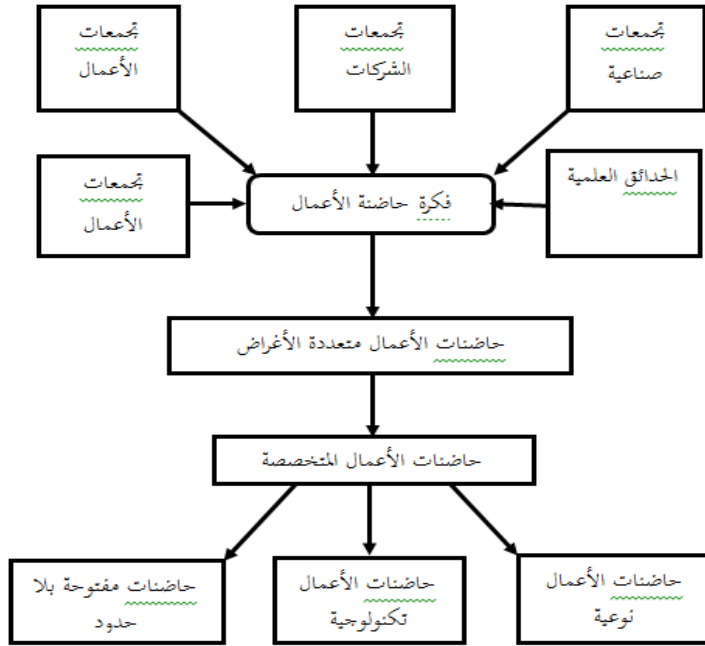 تجمعات
صناعية
تجمعات
الشركات
تجمعات
الأعمال
الحدائق العلمية
فكرة حاضنة الأعمال
تجمعات
الأعمال
حاضنات الأعمال متعددة الأغراض
حاضنات الأعمال المتخصصة
حاضنات الأعمال
نوعية
حاضنات الأعمال
تكنولوجية
حاضنات مفتوحة بلا
حدود